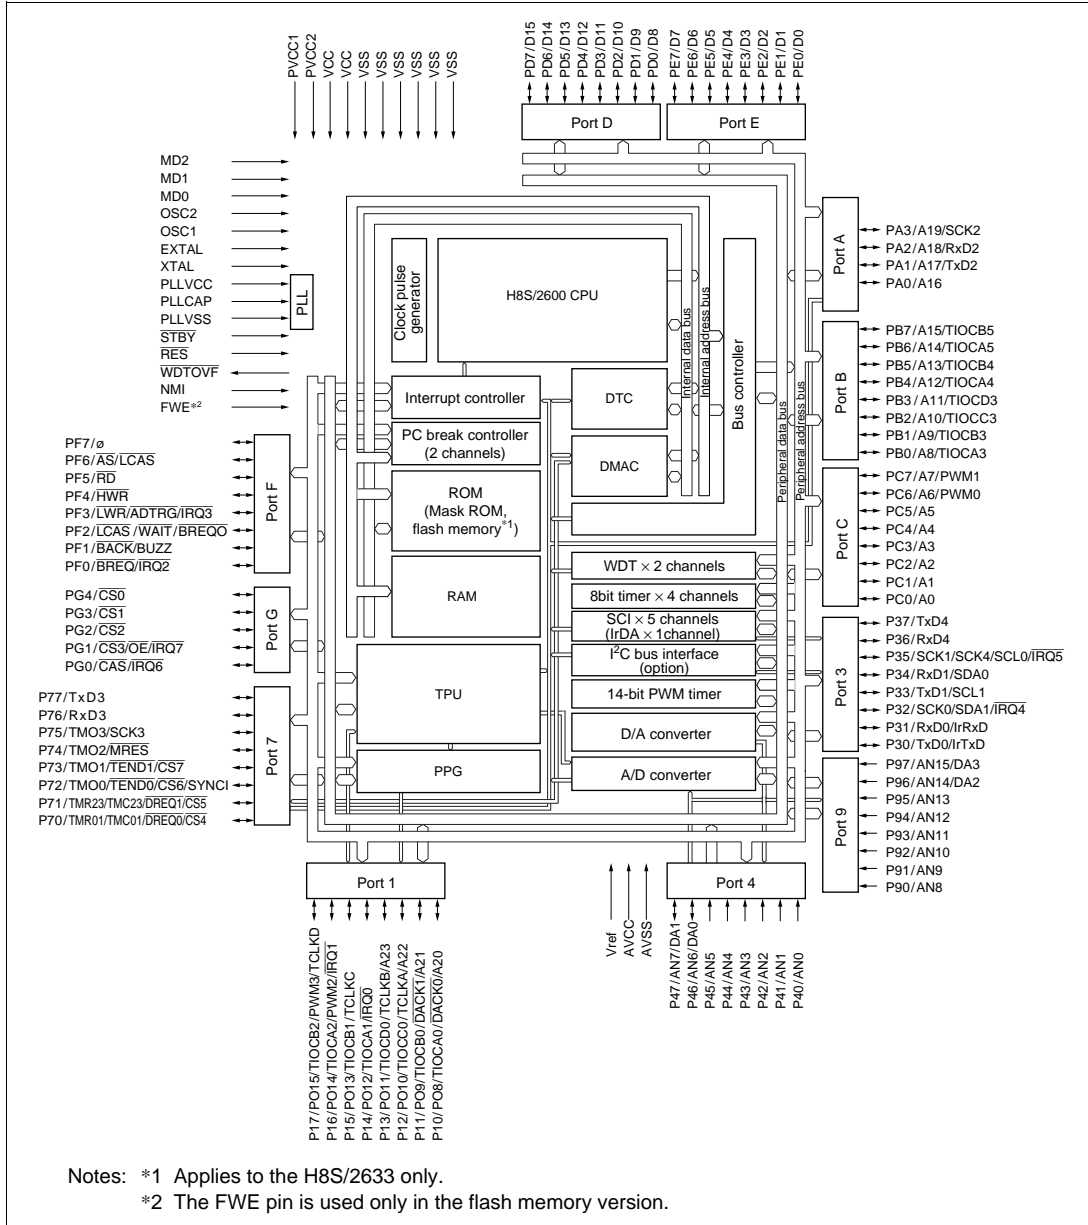 PVCC1
PVCC2
VCC
VCC
VSS
VSS
VSS
VSS
VSS
VSS
PD7/D15
PD6/D14
PD5/D13
PD4/D12
PD3/D11
PD2/D10
PD1/D9
PD0/D8
PE7/D7
PE6/D6
PE5/D5
PE4/D4
PE3/D3
PE2/D2
PE1/D1
PE0/D0
Port D
Port E
MD2
MD1
MD0
OSC2
OSC1
EXTAL
XTAL
PLLVCC
PLLCAP
PLLVSS
STBY
RES
WDTOVF
NMI
FWE*2
PLL
Clock pulse
generator
H8S/2600 CPU
Internal data bus
Internal address bus
Bus controller
Peripheral data bus
Peripheral address bus
Interrupt controller
PC break controller
(2 channels)
ROM
(Mask ROM,
flash memory*1)
RAM
TPU
PPG
DTC
DMAC
WDT × 2 channels
8bit timer × 4 channels
SCI × 5 channels
(IrDA × 1channel)
I2C bus interface
(option)
14-bit PWM timer
D/A converter
A/D converter
Port A
PA3/A19/SCK2
PA2/A18/RxD2
PA1/A17/TxD2
PA0/A16
Port B
PB7/A15/TIOCB5
PB6/A14/TIOCA5
PB5/A13/TIOCB4
PB4/A12/TIOCA4
PB3/A11/TIOCD3
PB2/A10/TIOCC3
PB1/A9/TIOCB3
PB0/A8/TIOCA3
Port C
PC7/A7/PWM1
PC6/A6/PWM0
PC5/A5
PC4/A4
PC3/A3
PC2/A2
PC1/A1
PC0/A0
Port 3
P37/TxD4
P36/RxD4
P35/SCK1/SCK4/SCL0/IRQ5
P34/RxD1/SDA0
P33/TxD1/SCL1
P32/SCK0/SDA1/IRQ4
P31/RxD0/IrRxD
P30/TxD0/IrTxD
Port 9
P97/AN15/DA3
P96/AN14/DA2
P95/AN13
P94/AN12
P93/AN11
P92/AN10
P91/AN9
P90/AN8
PF7/ø
PF6/AS/LCAS
PF5/RD
PF4/HWR
PF3/LWR/ADTRG/IRQ3
PF2/LCAS/WAIT/BREQO
PF1/BACK/BUZZ
PF0/BREQ/IRQ2
Port F
PG4/CS0
PG3/CS1
PG2/CS2
PG1/CS3/OE/IRQ7
PG0/CAS/IRQ6
Port G
P77/TxD3
P76/RxD3
P75/TMO3/SCK3
P74/TMO2/MRES
P73/TMO1/TEND1/CS7
P72/TMO0/TEND0/CS6/SYNCI
P71/TMR23/TMC23/DREQ1/CS5
P70/TMR01/TMC01/DREQ0/CS4
Port 7
Port 1
P17/PO15/TIOCB2/PWM3/TCLKD
P16/PO14/TIOCA2/PWM2/IRQ1
P15/PO13/TIOCB1/TCLKC
P14/PO12/TIOCA1/IRQ0
P13/PO11/TIOCD0/TCLKB/A23
P12/PO10/TIOCC0/TCLKA/A22
P11/PO9/TIOCB0/DACK1/A21
P10/PO8/TIOCA0/DACK0/A20
Vref
AVCC
AVSS
Port 4
P47/AN7/DA1
P46/AN6/DA0
P45/AN5
P44/AN4
P43/AN3
P42/AN2
P41/AN1
P40/AN0
Notes: *1 Applies to the H8S/2633 only.
*2 The FWE pin is used only in the flash memory version.